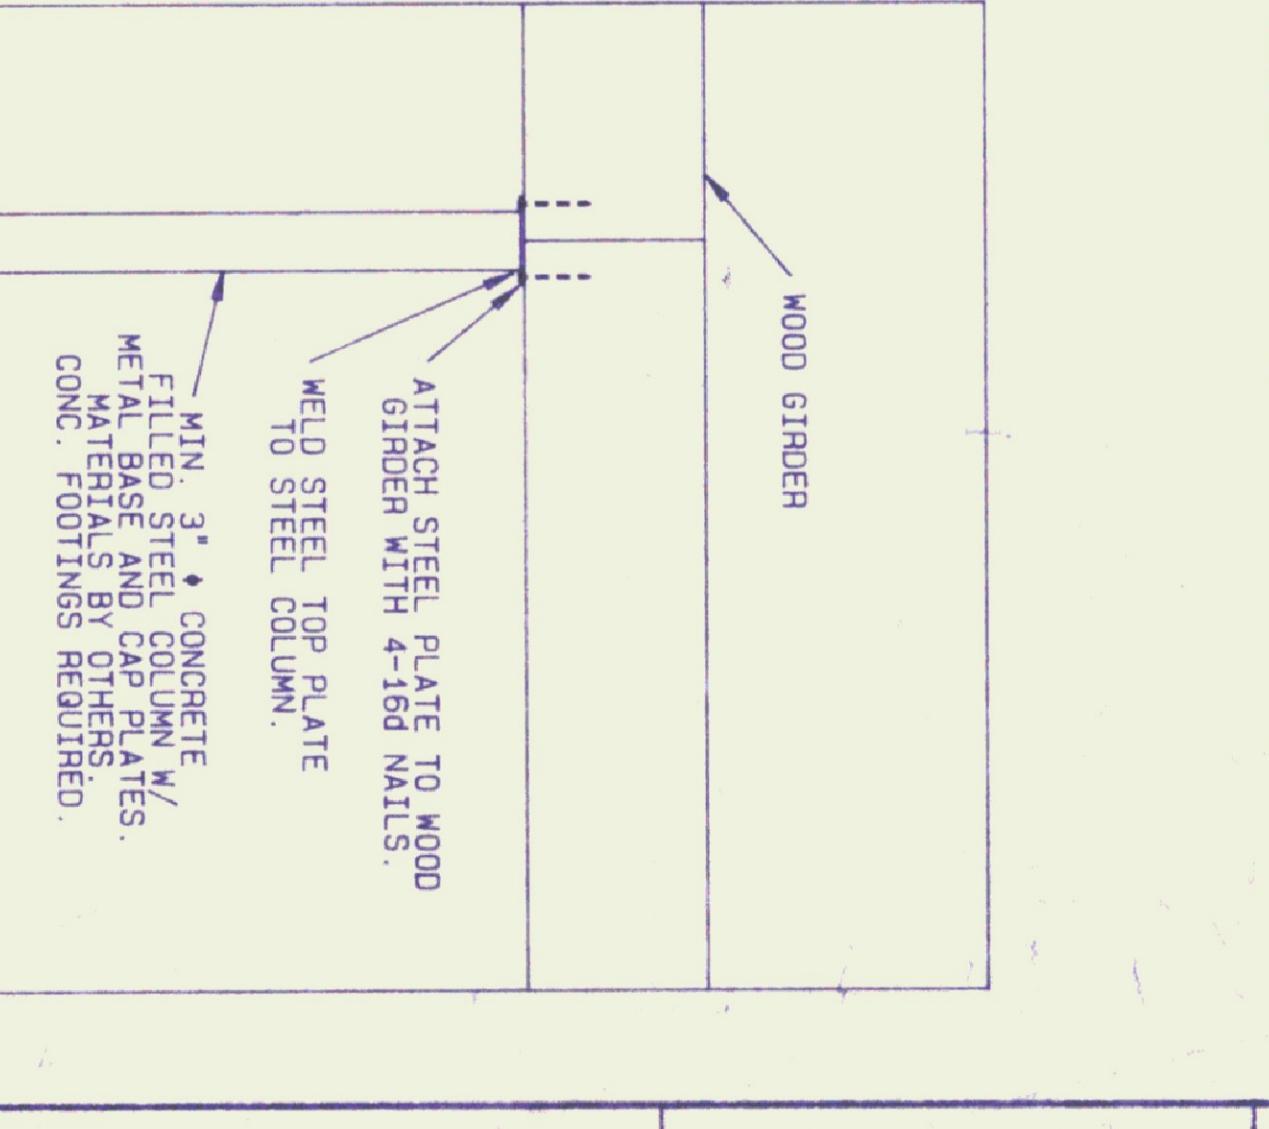 WOOD GIRDER
ATTACH STEEL PLATE TO WOOD
GIRDER WITH 4-16d NAILS.
WELD STEEL TOP PLATE
TO STEEL COLUMN.
MIN. 3" ϕ CONCRETE
FILLED STEEL COLUMN W/
METAL BASE AND CAP PLATES.
MATERIALS BY OTHERS.
CONC. FOOTINGS REQUIRED.